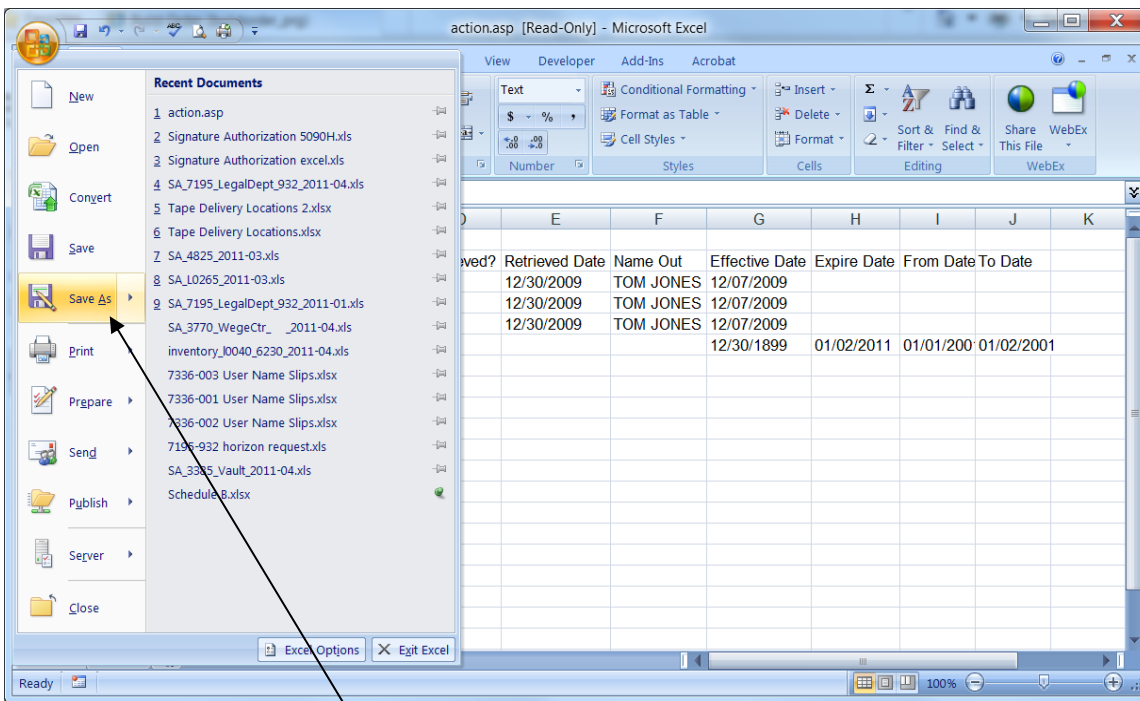 action.asp [Read-Only] - Microsoft Excel
View Developer Add-Ins Acrobat
New
Open
Convert
Save
Save As
Print
Prepare
Send
Publish
Server
Close
Recent Documents
1 action.asp
2 Signature Authorization 5090H.xls
3 Signature Authorization excel.xls
4 SA_7195_LegalDept_932_2011-04.xls
5 Tape Delivery Locations 2.xlsx
6 Tape Delivery Locations.xlsx
7 SA_4825_2011-03.xls
8 SA_L0265_2011-03.xls
9 SA_7195_LegalDept_932_2011-01.xls
SA_3770_WegeCtr_ _2011-04.xls
inventory_l0040_6230_2011-04.xls
7336-003 User Name Slips.xlsx
7336-001 User Name Slips.xlsx
7336-002 User Name Slips.xlsx
7195-932 horizon request.xls
SA_3385_Vault_2011-04.xls
Schedule B.xlsx
Excel Options Exit Excel
Text
$ % ,
.0 .00
.00 .0
Number
Conditional Formatting
Format as Table
Cell Styles
Styles
Insert
Delete
Format
Cells
Σ
Sort & Filter
Find & Select
Editing
Share This File
WebEx
WebEx
E F G H I J K
ved? Retrieved Date Name Out Effective Date Expire Date From Date To Date
12/30/2009 TOM JONES 12/07/2009
12/30/2009 TOM JONES 12/07/2009
12/30/2009 TOM JONES 12/07/2009
12/30/1899 01/02/2011 01/01/200 01/02/2001
Ready
100%